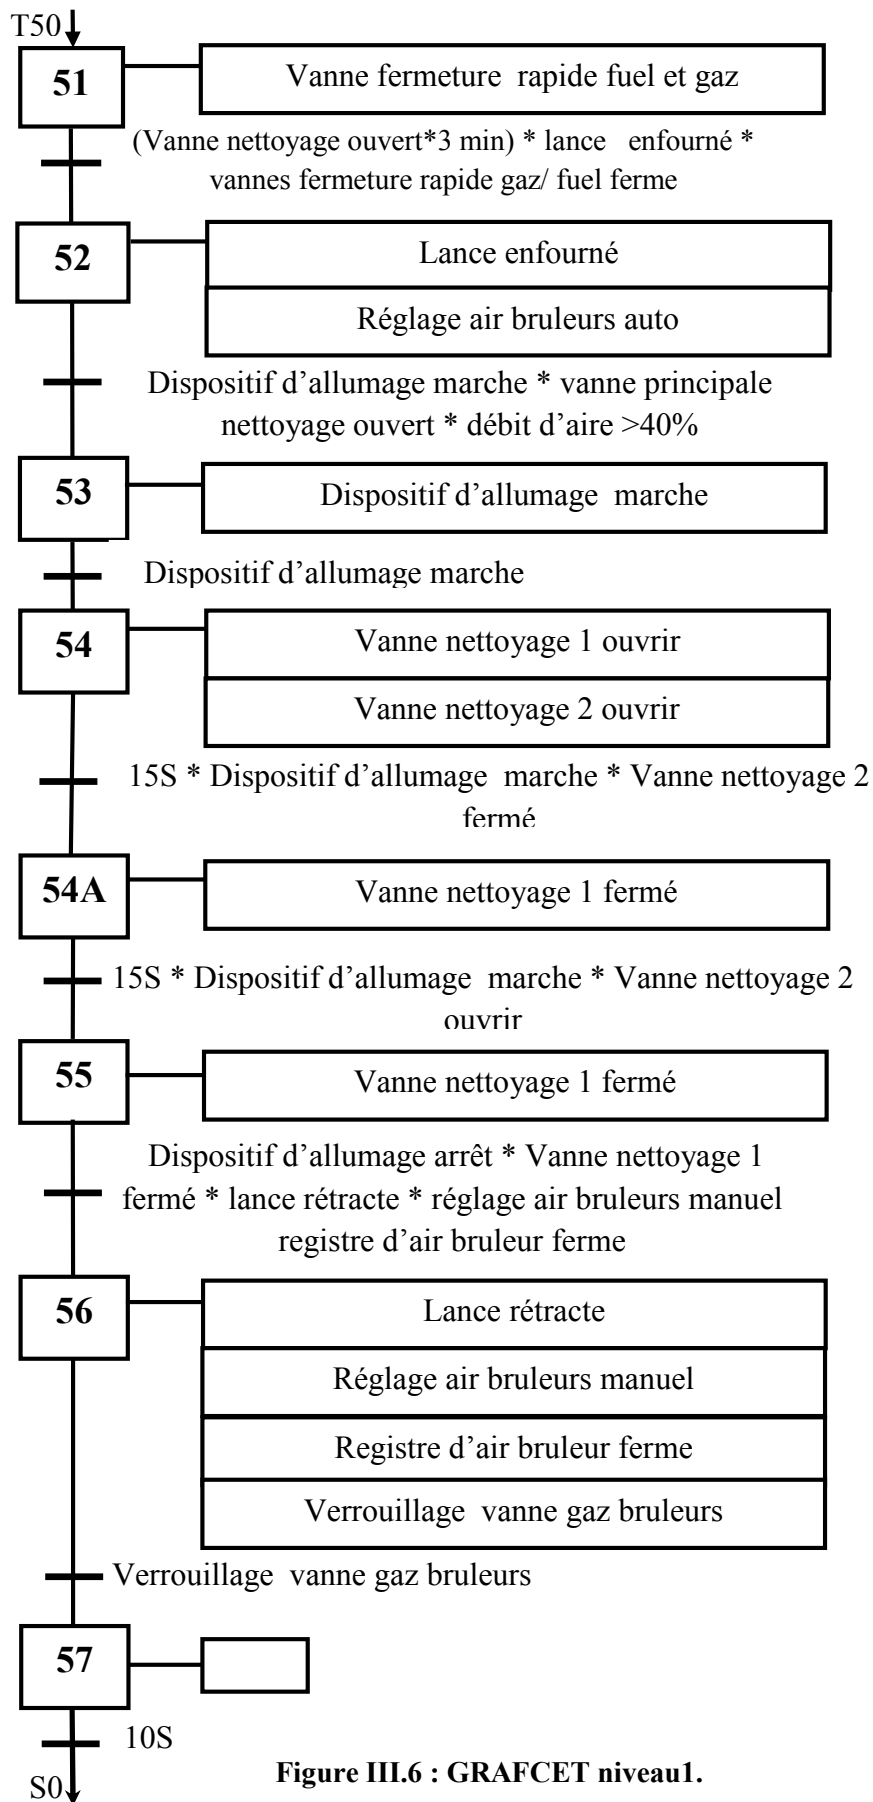 T50
51
Vanne fermeture rapide fuel et gaz
(Vanne nettoyage ouvert*3 min) * lance enfourné *
vannes fermeture rapide gaz/ fuel ferme
52
Lance enfourné
Réglage air bruleurs auto
Dispositif d’allumage marche * vanne principale
nettoyage ouvert * débit d’aire >40%
53
Dispositif d’allumage marche
Dispositif d’allumage marche
54
Vanne nettoyage 1 ouvrir
Vanne nettoyage 2 ouvrir
15S * Dispositif d’allumage marche * Vanne nettoyage 2
fermé
54A
Vanne nettoyage 1 fermé
15S * Dispositif d’allumage marche * Vanne nettoyage 2
ouvrir
55
Vanne nettoyage 1 fermé
Dispositif d’allumage arrêt * Vanne nettoyage 1
fermé * lance rétracte * réglage air bruleurs manuel
registre d’air bruleur ferme
56
Lance rétracte
Réglage air bruleurs manuel
Registre d’air bruleur ferme
Verrouillage vanne gaz bruleurs
Verrouillage vanne gaz bruleurs
57
10S
S0
Figure III.6 : GRAFCET niveau1.